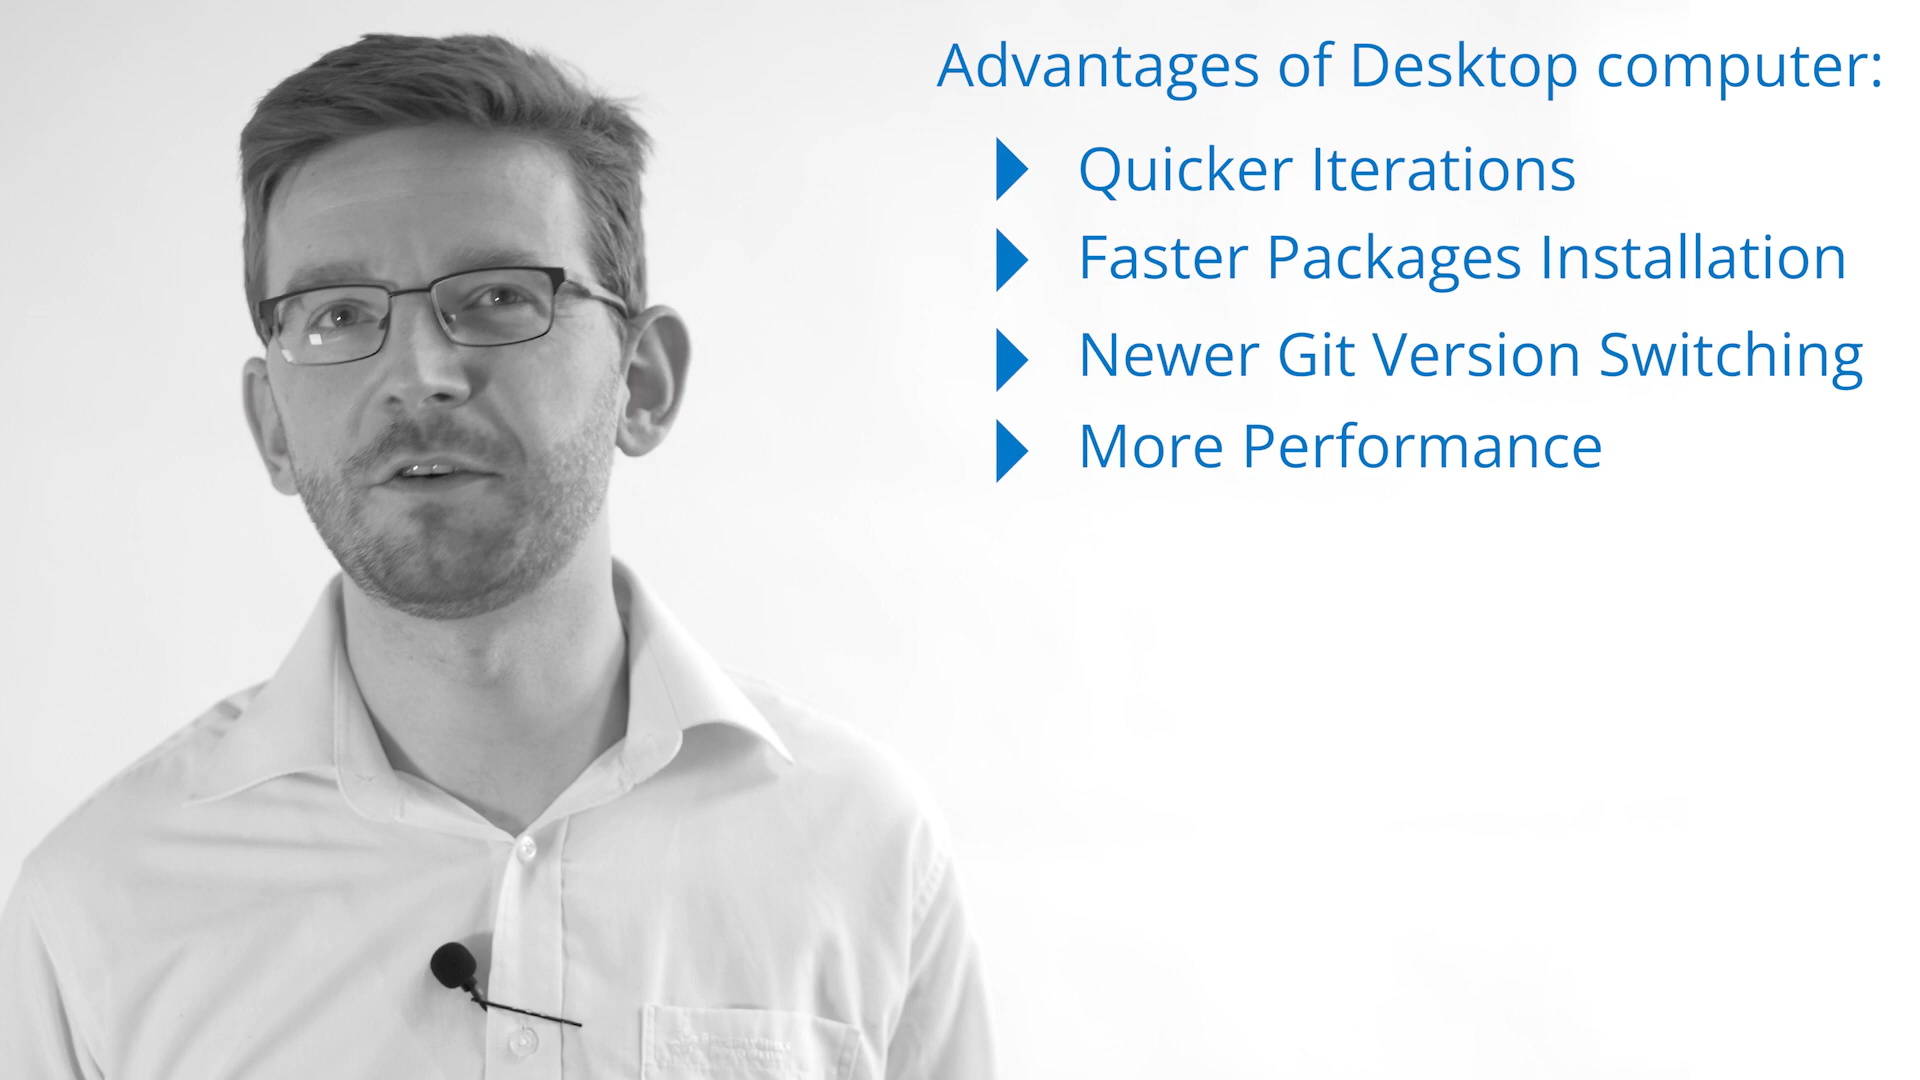 Advantages of Desktop computer:
Quicker Iterations
Faster Packages Installation
Newer Git Version Switching
More Performance